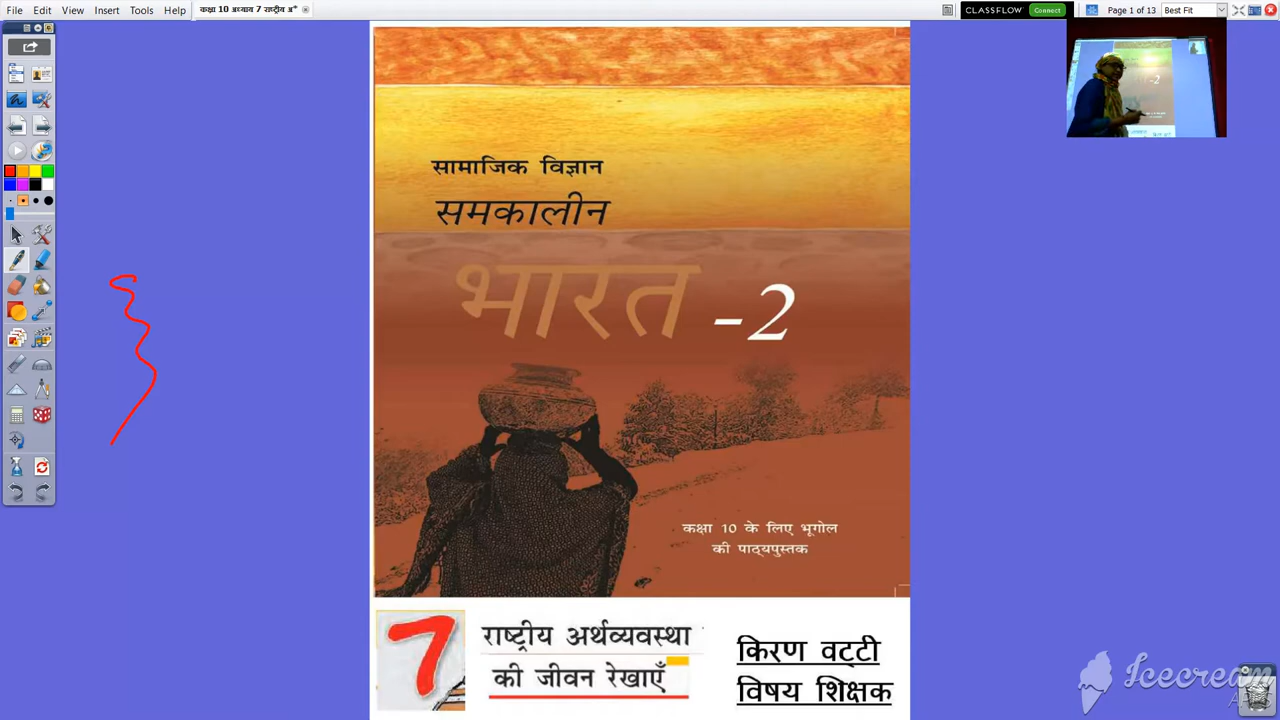 File Edit View Insert Tools Help
कक्षा 10 अध्याय 7 राष्ट्रीय अ*
CLASSFLOW Connect
Page 1 of 13
Best Fit
-2
सामाजिक विज्ञान
समकालीन
भारत -2
कक्षा 10 के लिए भूगोल
की पाठ्यपुस्तक
7
राष्ट्रीय अर्थव्यवस्था
की जीवन रेखाएँ
किरण वट्टी
विषय शिक्षक
Icecream